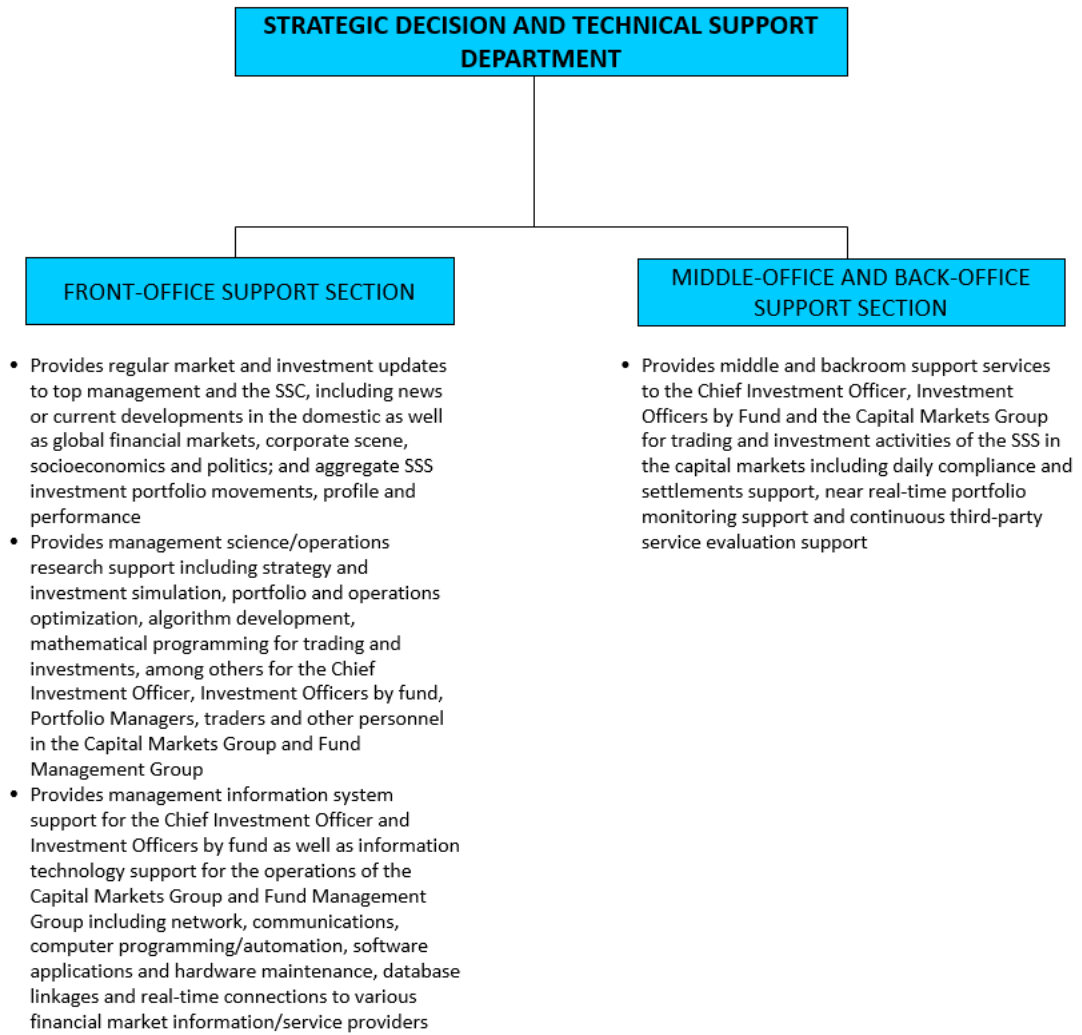 STRATEGIC DECISION AND TECHNICAL SUPPORT
DEPARTMENT
FRONT-OFFICE SUPPORT SECTION
• Provides regular market and investment updates
to top management and the SSC, including news
or current developments in the domestic as well
as global financial markets, corporate scene,
socioeconomics and politics; and aggregate SSS
investment portfolio movements, profile and
performance
• Provides management science/operations
research support including strategy and
investment simulation, portfolio and operations
optimization, algorithm development,
mathematical programming for trading and
investments, among others for the Chief
Investment Officer, Investment Officers by fund,
Portfolio Managers, traders and other personnel
in the Capital Markets Group and Fund
Management Group
• Provides management information system
support for the Chief Investment Officer and
Investment Officers by fund as well as information
technology support for the operations of the
Capital Markets Group and Fund Management
Group including network, communications,
computer programming/automation, software
applications and hardware maintenance, database
linkages and real-time connections to various
financial market information/service providers
MIDDLE-OFFICE AND BACK-OFFICE
SUPPORT SECTION
• Provides middle and backroom support services
to the Chief Investment Officer, Investment
Officers by Fund and the Capital Markets Group
for trading and investment activities of the SSS in
the capital markets including daily compliance and
settlements support, near real-time portfolio
monitoring support and continuous third-party
service evaluation support